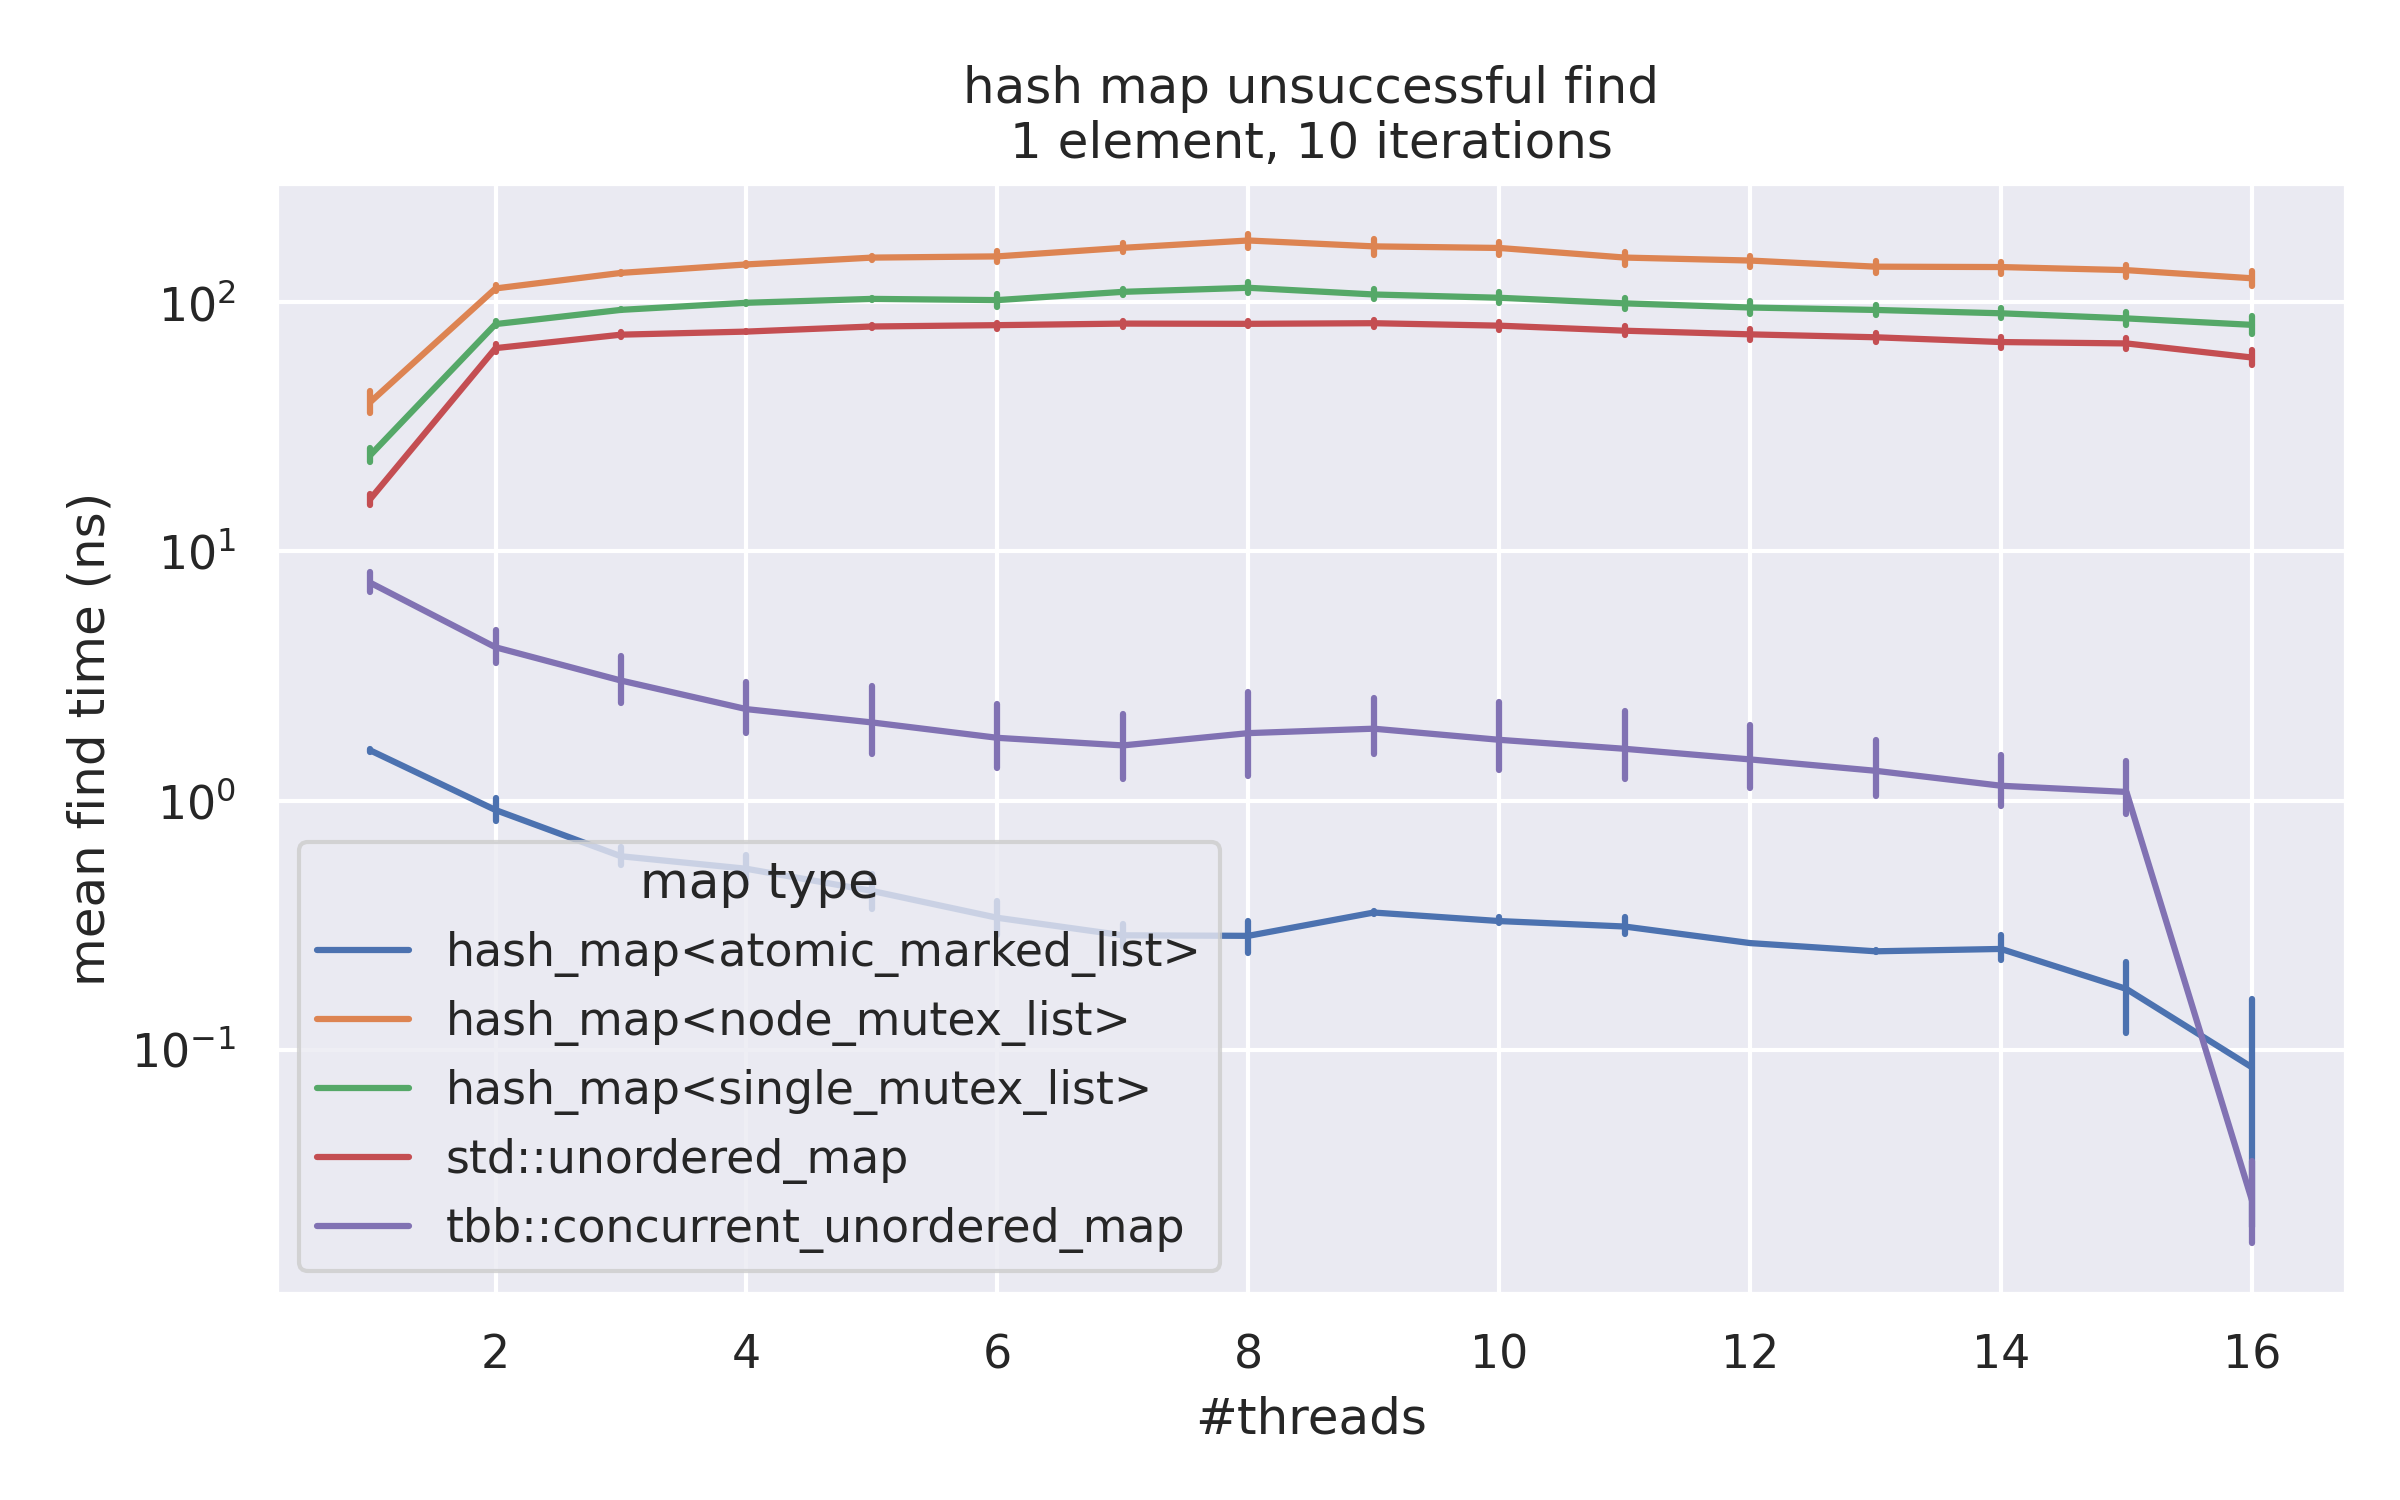 hash map unsuccessful find
1 element, 10 iterations
mean find time (ns)
10²
10¹
10⁰
10⁻¹
map type
hash_map<atomic_marked_list>
hash_map<node_mutex_list>
hash_map<single_mutex_list>
std::unordered_map
tbb::concurrent_unordered_map
2 4 6 8 10 12 14 16
#threads